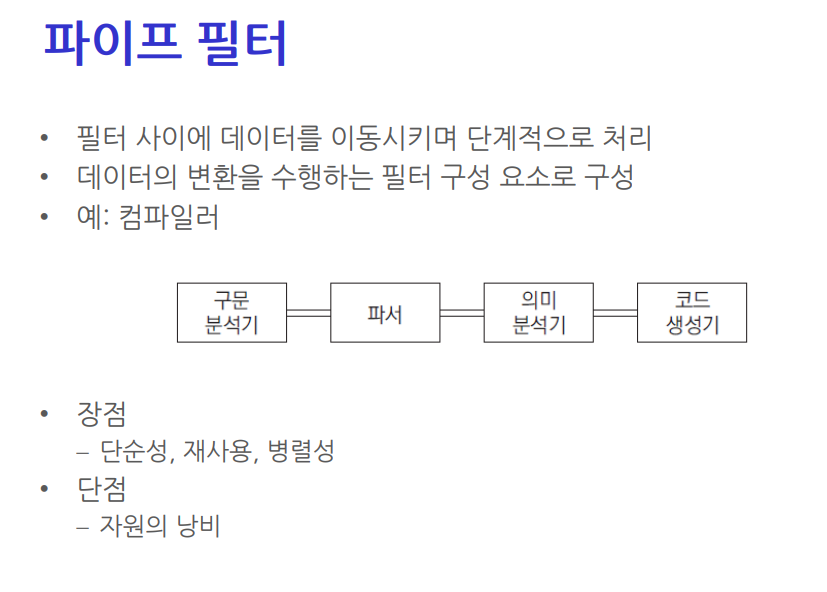 파이프 필터
• 필터 사이에 데이터를 이동시키며 단계적으로 처리
• 데이터의 변환을 수행하는 필터 구성 요소로 구성
• 예: 컴파일러
구문
분석기
파서
의미
분석기
코드
생성기
• 장점
– 단순성, 재사용, 병렬성
• 단점
– 자원의 낭비